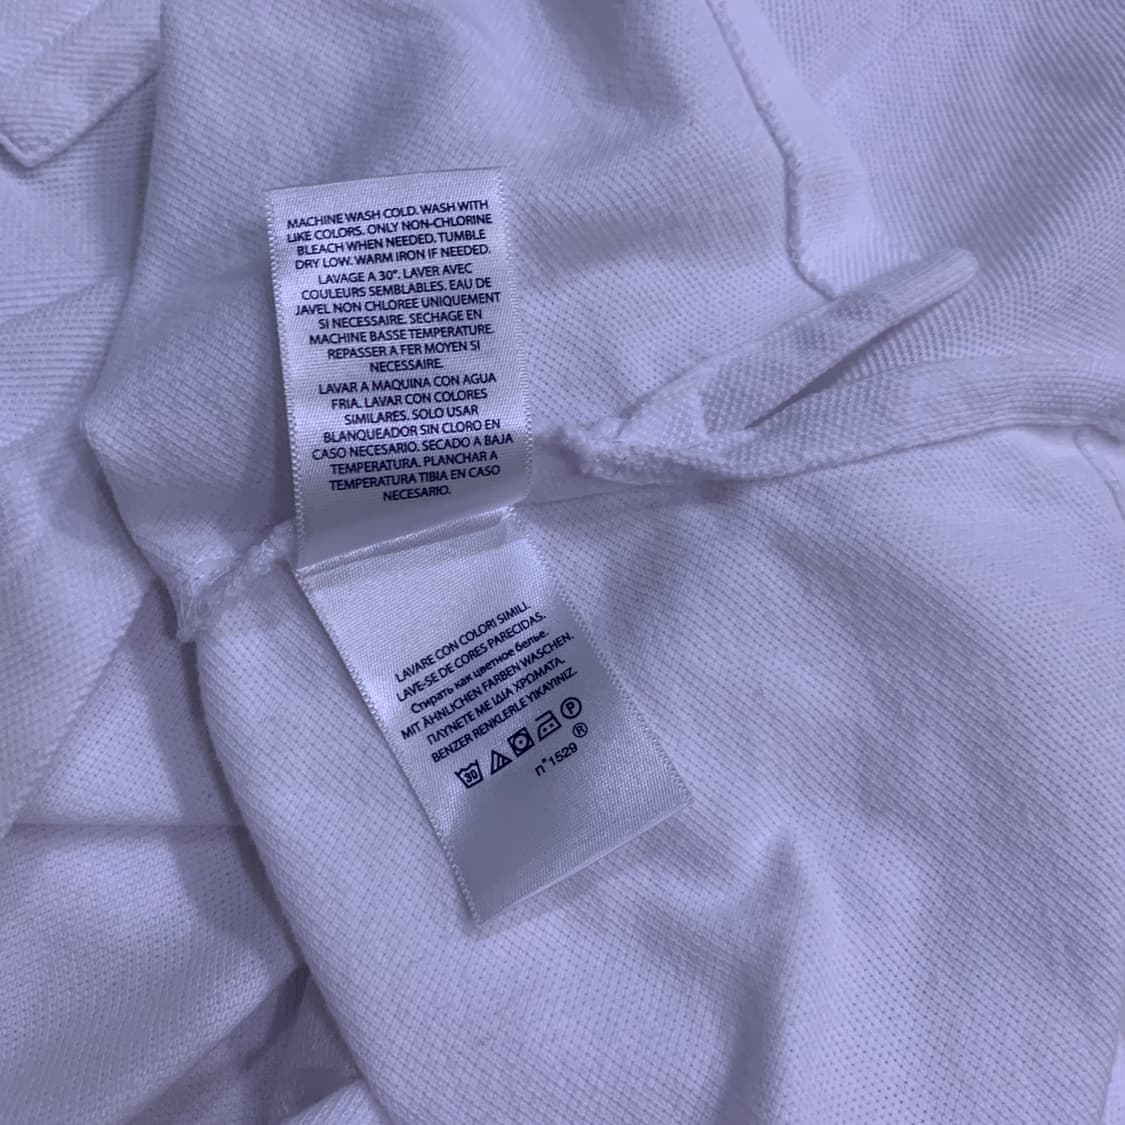 MACHINE WASH COLD. WASH WITH
LIKE COLORS. ONLY NON-CHLORINE
BLEACH WHEN NEEDED. TUMBLE
DRY LOW. WARM IRON IF NEEDED.
LAVAGE A 30°. LAVER AVEC
COULEURS SEMBLABLES. EAU DE
JAVEL NON CHLOREE UNIQUEMENT
SI NECESSAIRE. SECHAGE EN
MACHINE BASSE TEMPERATURE.
REPASSER A FER MOYEN SI
NECESSAIRE.
LAVAR A MAQUINA CON AGUA
FRIA. LAVAR CON COLORES
SIMILARES. SOLO USAR
BLANQUEADOR SIN CLORO EN
CASO NECESARIO. SECADO A BAJA
TEMPERATURA. PLANCHAR A
TEMPERATURA TIBIA EN CASO
NECESARIO.
LAVARE CON COLORI SIMILI.
LAVE-SE DE CORES PARECIDAS.
Стирать как цветное белье.
MIT ÄHNLICHEN FARBEN WASCHEN.
ΠΛΥΝΕΤΕ ΜΕ ΙΔΙΑ ΧΡΩΜΑΤΑ.
BENZER RENKLERLE YIKAYINIZ.
30 P
n°1529 ®